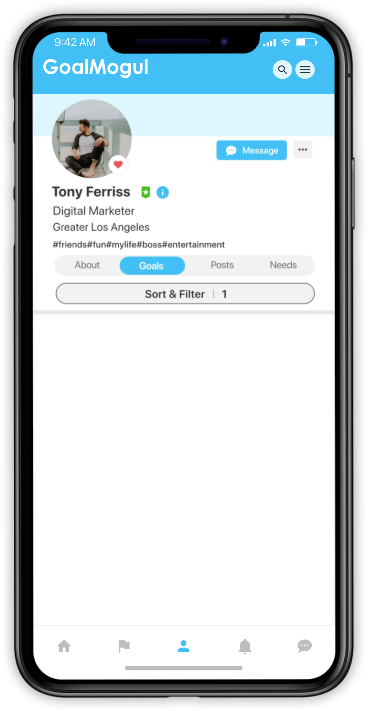 9:42 AM
GoalMogul
Message
Tony Ferriss
Digital Marketer
Greater Los Angeles
#friends#fun#mylife#boss#entertainment
About Goals Posts Needs
Sort & Filter | 1